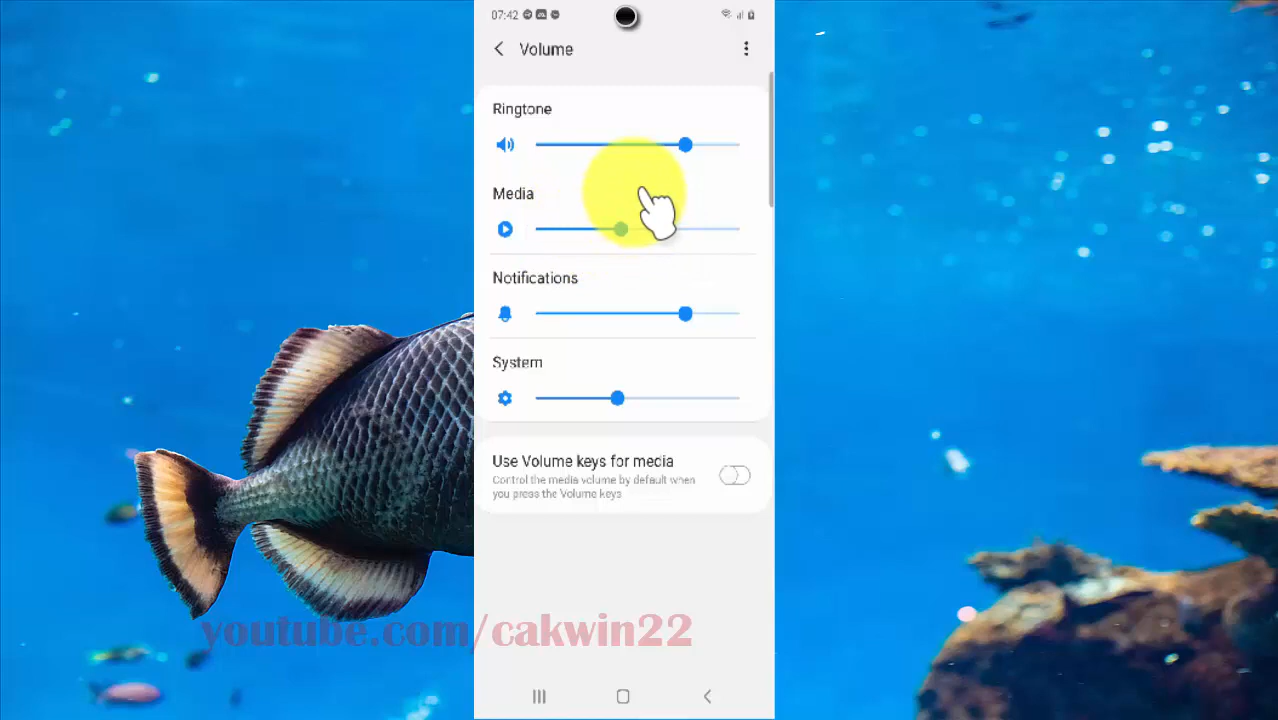 07:42
Volume
Ringtone
Media
Notifications
System
Use Volume keys for media
Control the media volume by default when
you press the Volume keys
youtube.com/cakwin22